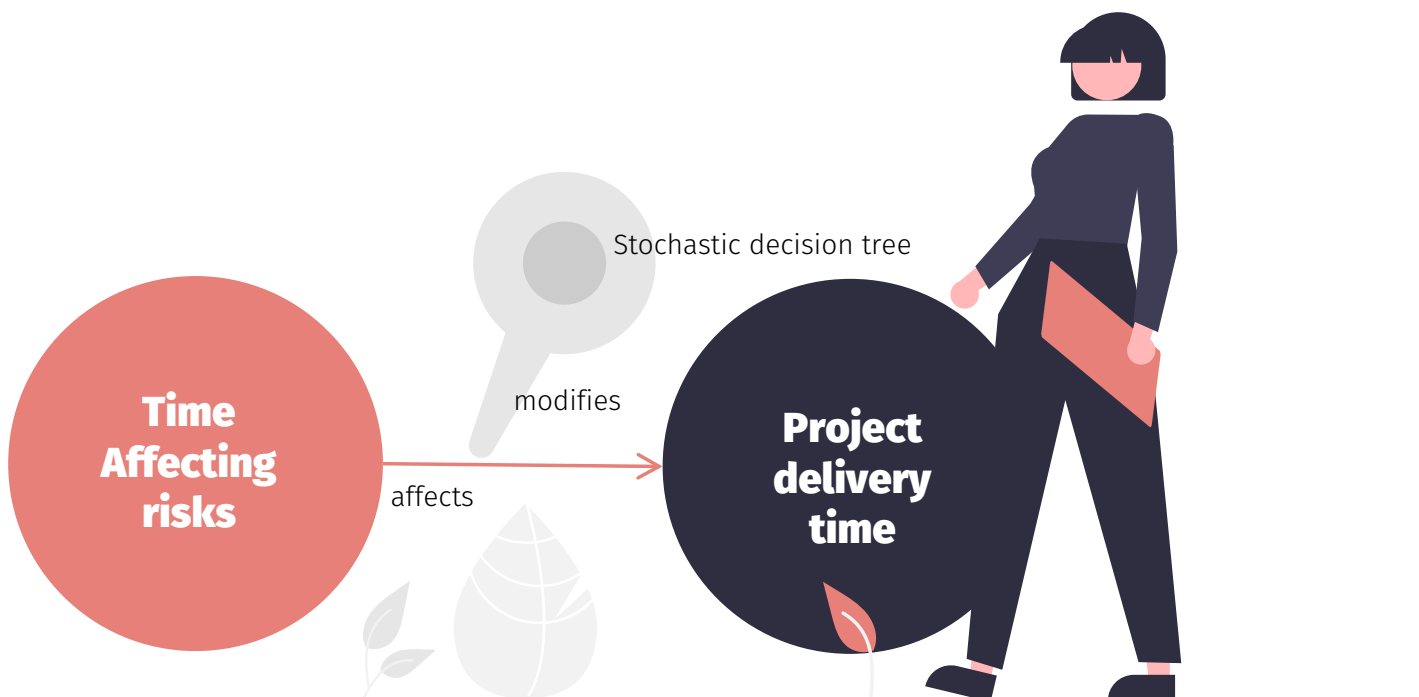 Stochastic decision tree
Time
Affecting
risks
modifies
affects
Project
delivery
time